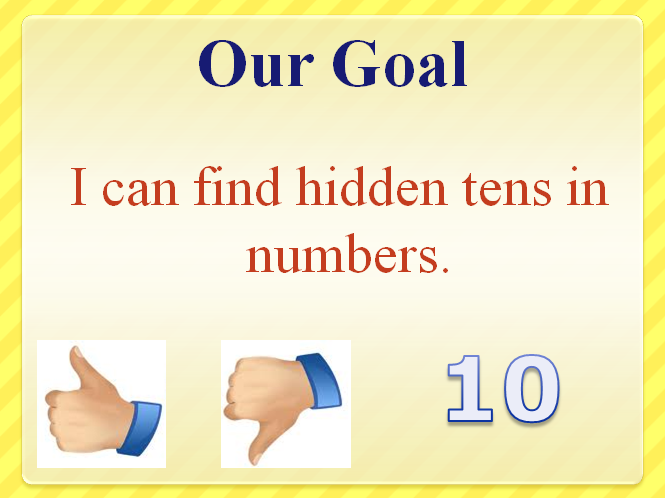 Our Goal
I can find hidden tens in
numbers.
10